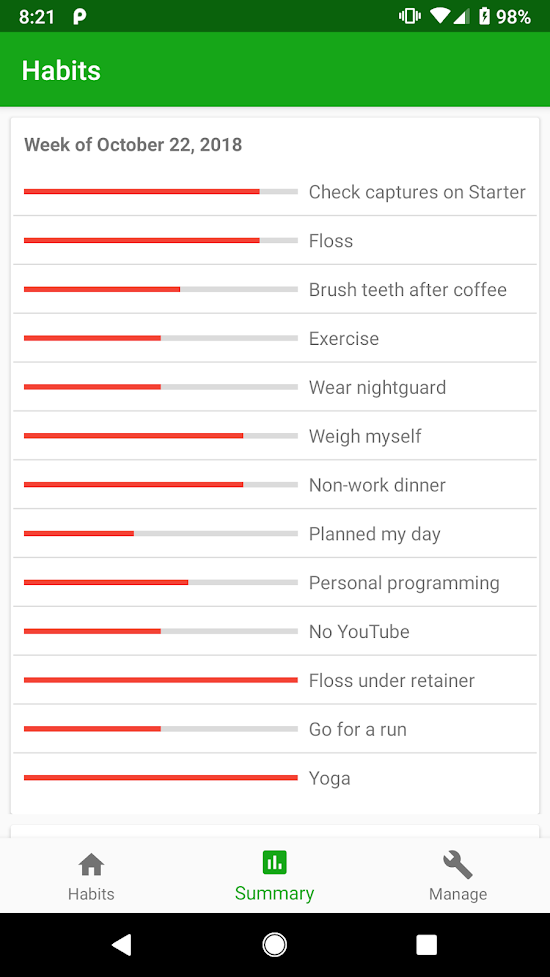 8:21
98%
Habits
Week of October 22, 2018
Check captures on Starter
Floss
Brush teeth after coffee
Exercise
Wear nightguard
Weigh myself
Non-work dinner
Planned my day
Personal programming
No YouTube
Floss under retainer
Go for a run
Yoga
Habits
Summary
Manage